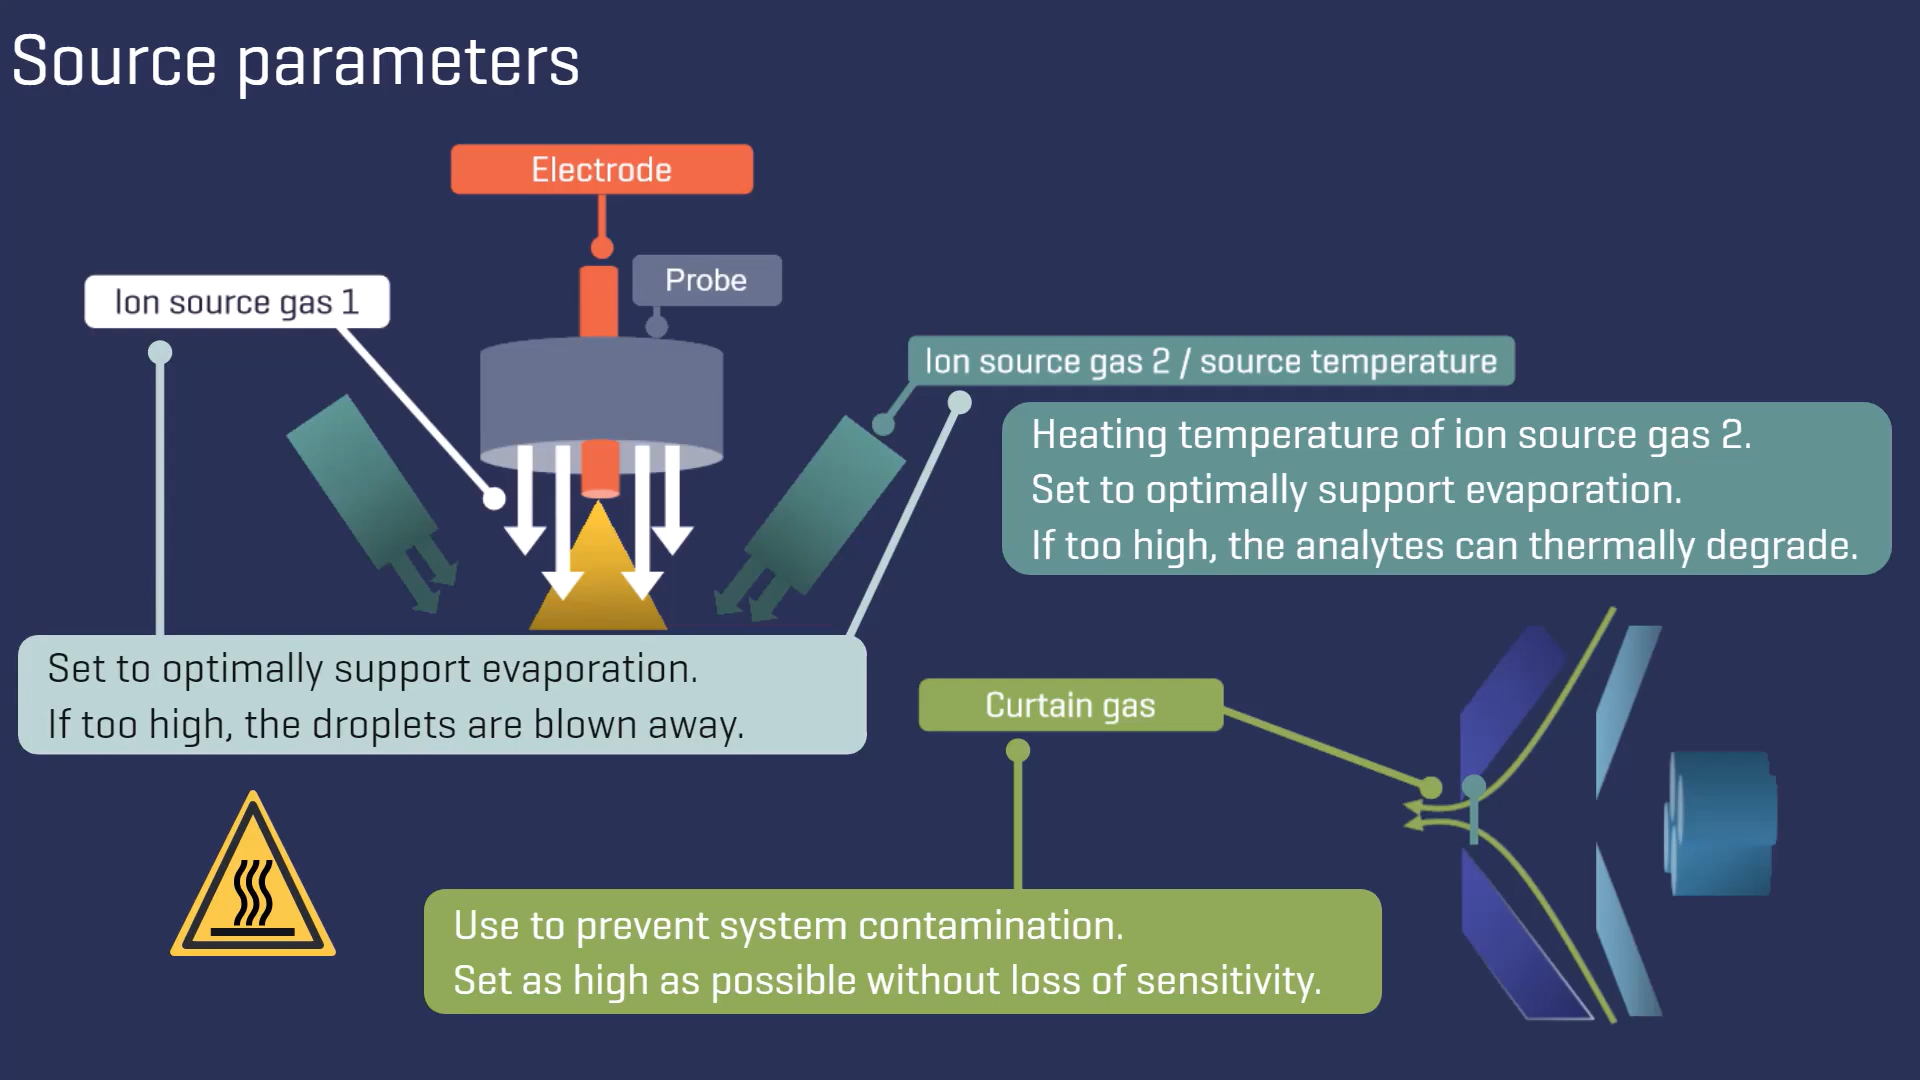 Source parameters
Electrode
Probe
Ion source gas 1
Ion source gas 2 / source temperature
Heating temperature of ion source gas 2.
Set to optimally support evaporation.
If too high, the analytes can thermally degrade.
Set to optimally support evaporation.
If too high, the droplets are blown away.
Curtain gas
Use to prevent system contamination.
Set as high as possible without loss of sensitivity.